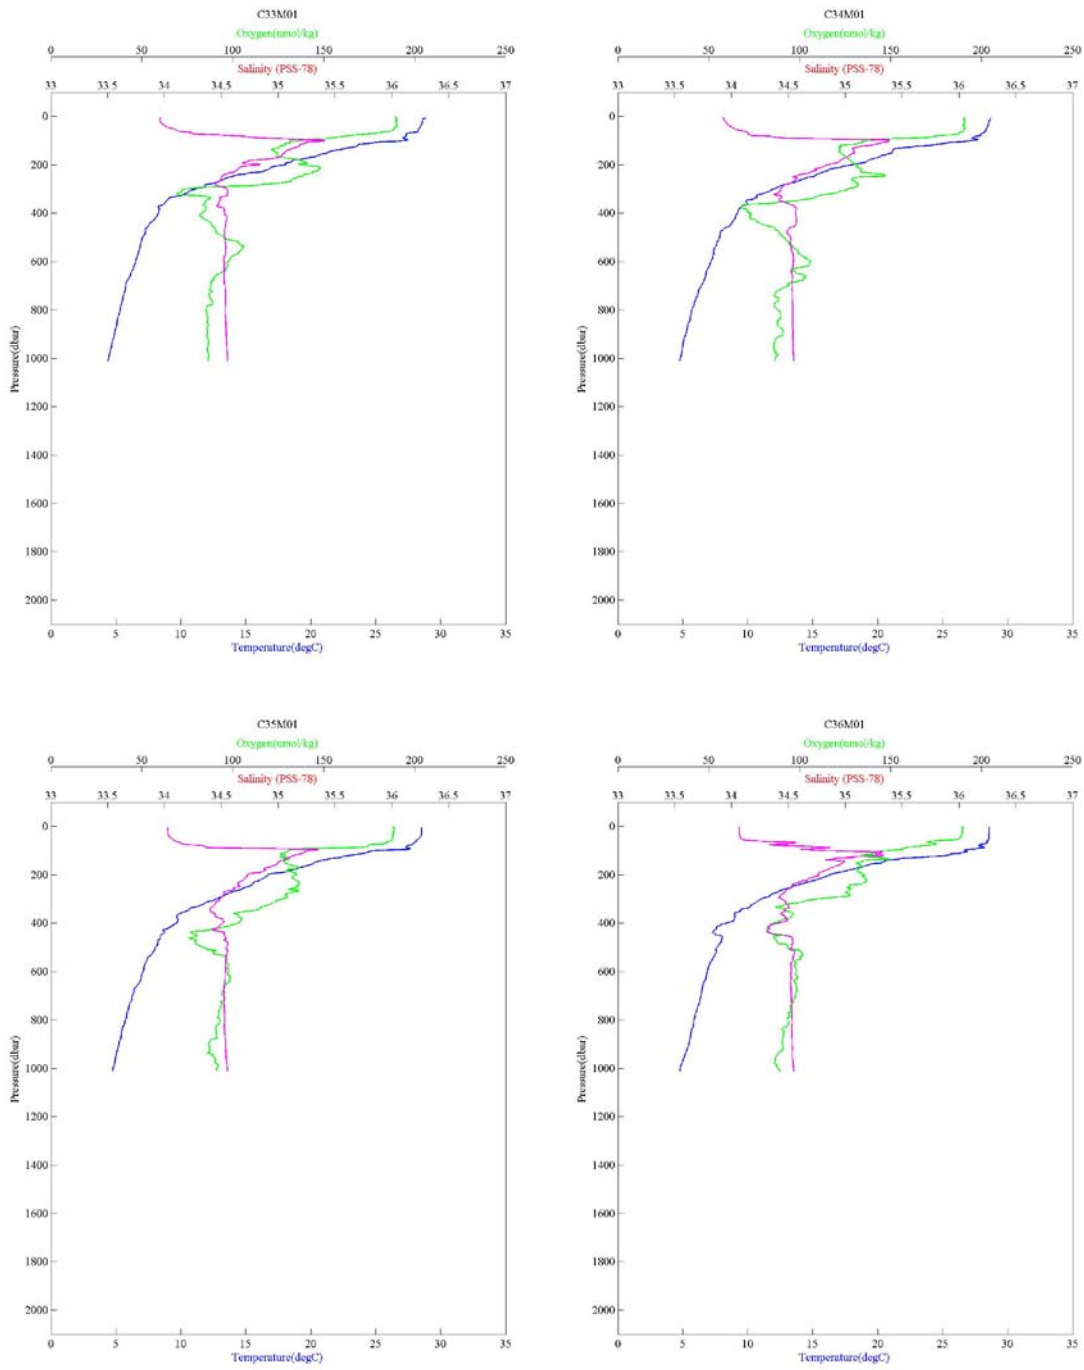 C33M01
Oxygen(umol/kg)
0 50 100 150 200 250
Salinity (PSS-78)
33 33.5 34 34.5 35 35.5 36 36.5 37
0
200
400
600
800
1000
1200
1400
1600
1800
2000
Pressure(dbar)
0 5 10 15 20 25 30 35
Temperature(degC)
C34M01
Oxygen(umol/kg)
0 50 100 150 200 250
Salinity (PSS-78)
33 33.5 34 34.5 35 35.5 36 36.5 37
0
200
400
600
800
1000
1200
1400
1600
1800
2000
Pressure(dbar)
0 5 10 15 20 25 30 35
Temperature(degC)
C35M01
Oxygen(umol/kg)
0 50 100 150 200 250
Salinity (PSS-78)
33 33.5 34 34.5 35 35.5 36 36.5 37
0
200
400
600
800
1000
1200
1400
1600
1800
2000
Pressure(dbar)
0 5 10 15 20 25 30 35
Temperature(degC)
C36M01
Oxygen(umol/kg)
0 50 100 150 200 250
Salinity (PSS-78)
33 33.5 34 34.5 35 35.5 36 36.5 37
0
200
400
600
800
1000
1200
1400
1600
1800
2000
Pressure(dbar)
0 5 10 15 20 25 30 35
Temperature(degC)